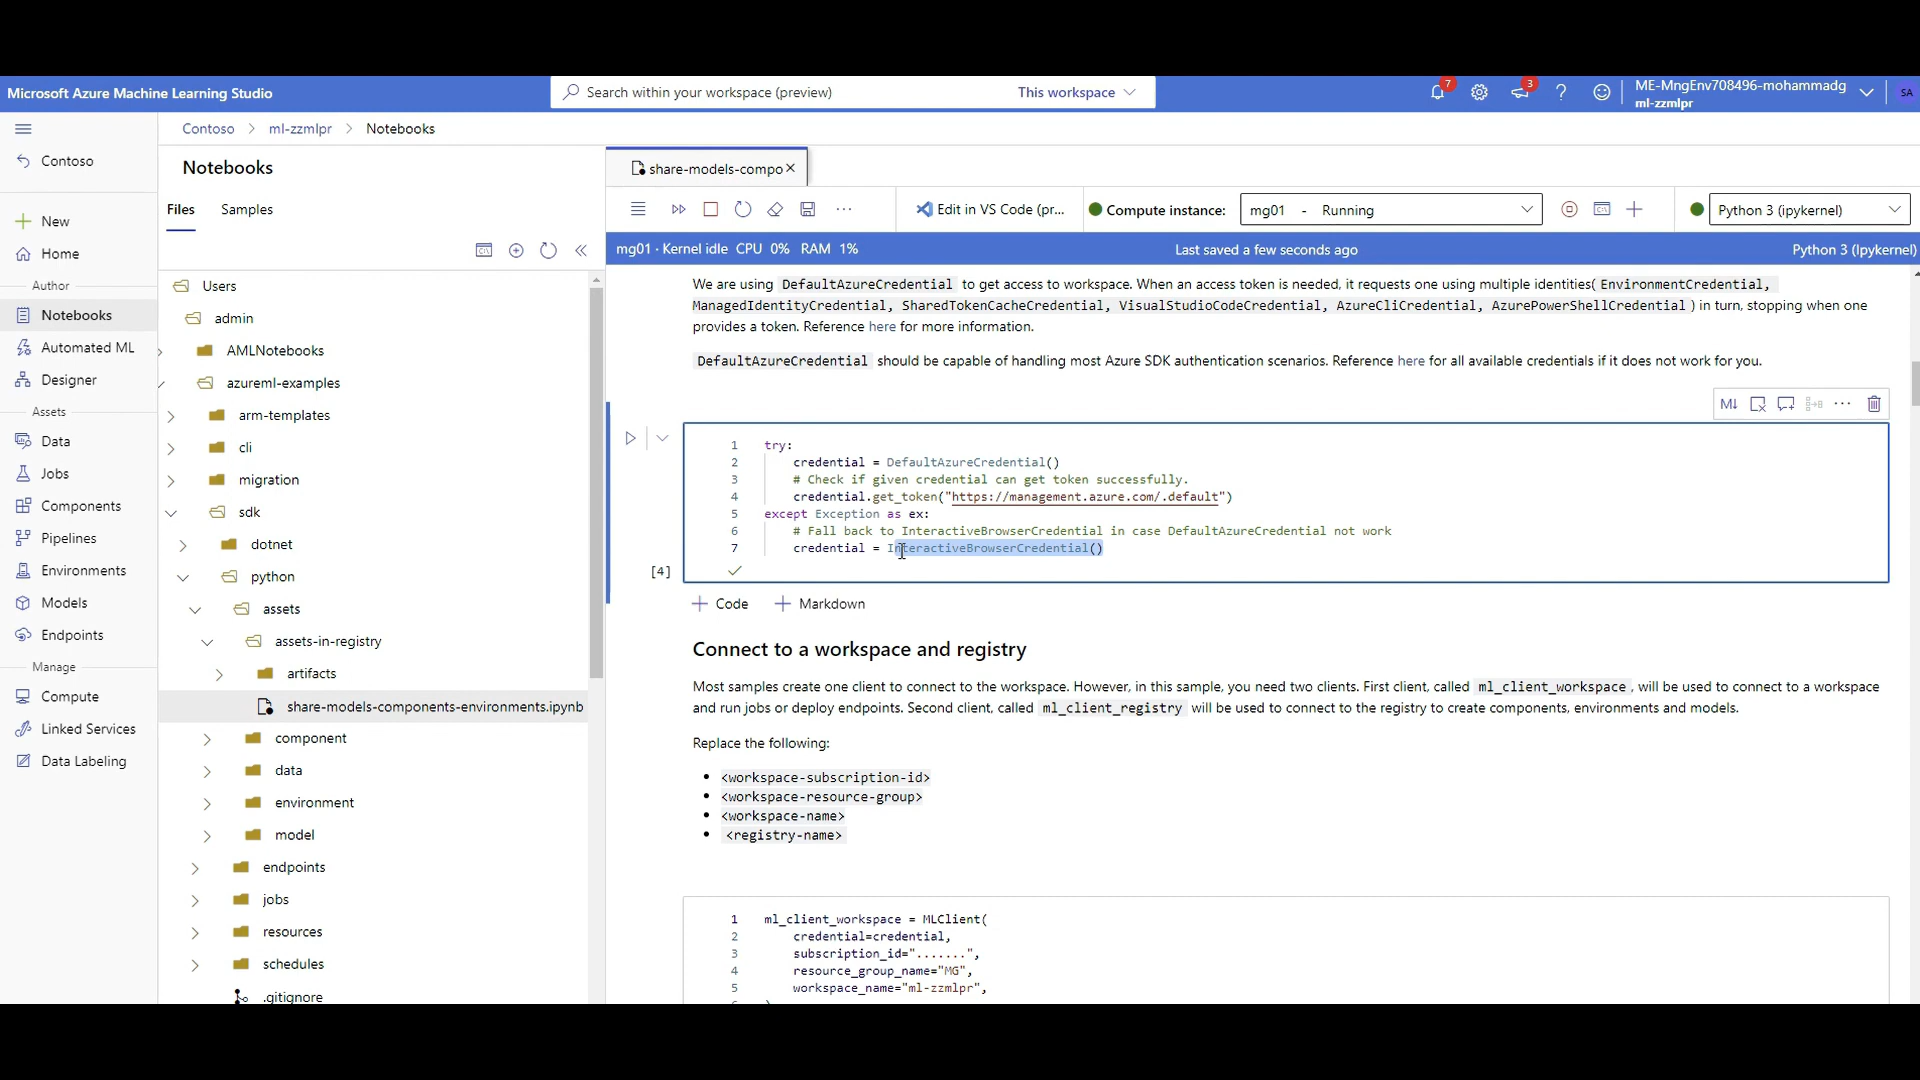 Microsoft Azure Machine Learning Studio
Search within your workspace (preview)
This workspace
7
3
ME-MngEnv708496-mohammadg
ml-zzmlpr
SA
Contoso
New
Home
Author
Notebooks
Automated ML
Designer
Assets
Data
Jobs
Components
Pipelines
Environments
Models
Endpoints
Manage
Compute
Linked Services
Data Labeling
Contoso > ml-zzmlpr > Notebooks
Notebooks
Files Samples
Users
admin
AMLNotebooks
azureml-examples
arm-templates
cli
migration
sdk
dotnet
python
assets
assets-in-registry
artifacts
share-models-components-environments.ipynb
component
data
environment
model
endpoints
jobs
resources
schedules
.gitignore
share-models-compo
Edit in VS Code (pr...
Compute instance:
mg01 - Running
Python 3 (ipykernel)
mg01 · Kernel idle CPU 0% RAM 1%
Last saved a few seconds ago
Python 3 (Ipykernel)
We are using DefaultAzureCredential to get access to workspace. When an access token is needed, it requests one using multiple identities( EnvironmentCredential,
ManagedIdentityCredential, SharedTokenCacheCredential, VisualStudioCodeCredential, AzureCliCredential, AzurePowerShellCredential ) in turn, stopping when one
provides a token. Reference here for more information.
DefaultAzureCredential should be capable of handling most Azure SDK authentication scenarios. Reference here for all available credentials if it does not work for you.
M↓
1 try:
2 credential = DefaultAzureCredential()
3 # Check if given credential can get token successfully.
4 credential.get_token("https://management.azure.com/.default")
5 except Exception as ex:
6 # Fall back to InteractiveBrowserCredential in case DefaultAzureCredential not work
7 credential = InteractiveBrowserCredential()
[4]
Code
Markdown
Connect to a workspace and registry
Most samples create one client to connect to the workspace. However, in this sample, you need two clients. First client, called ml_client_workspace , will be used to connect to a workspace
and run jobs or deploy endpoints. Second client, called ml_client_registry will be used to connect to the registry to create components, environments and models.
Replace the following:
• <workspace-subscription-id>
• <workspace-resource-group>
• <workspace-name>
• <registry-name>
1 ml_client_workspace = MLClient(
2 credential=credential,
3 subscription_id=".......",
4 resource_group_name="MG",
5 workspace_name="ml-zzmlpr",